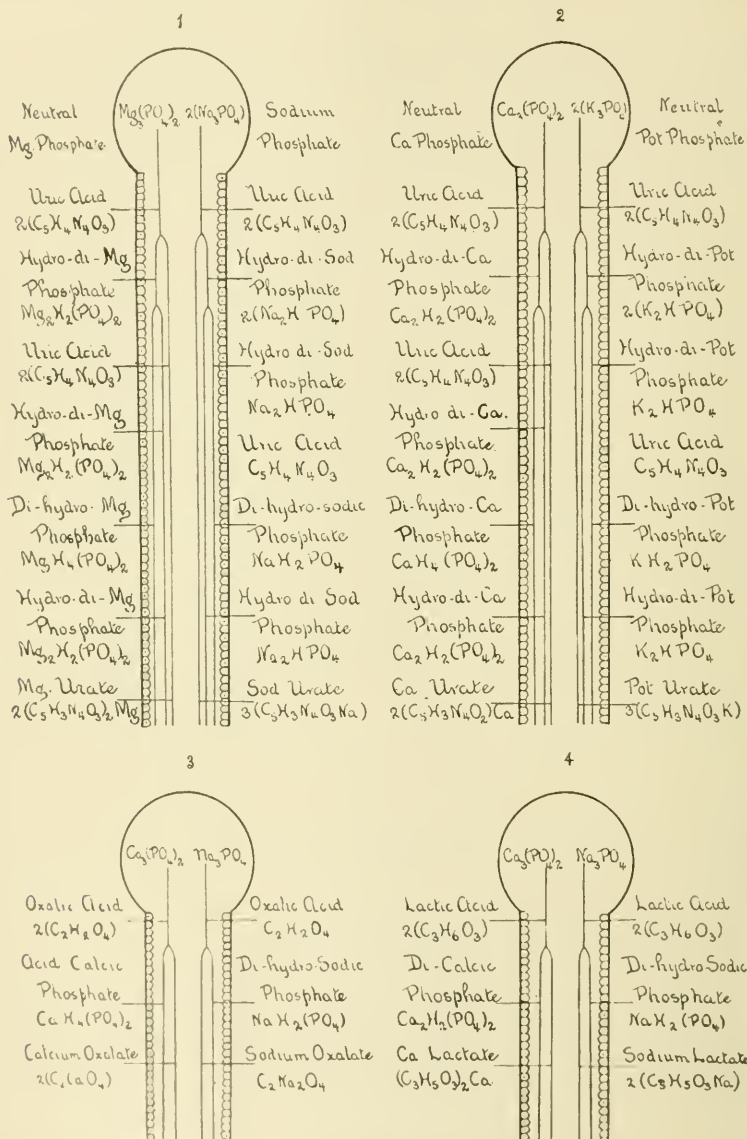 1
Neutral Mg3(PO4)2 2(Na3PO4) Sodium
Mg. Phosphate Phosphate
Uric Acid Uric Acid
2(C5H4N4O3) 2(C5H4N4O3)
Hydro-di-Mg Hydro-di-Sod
Phosphate Phosphate
Mg2H2(PO4)2 2(Na2H PO4)
Uric Acid Hydro di-Sod
2(C5H4N4O3) Phosphate
Hydro-di-Mg Na2HPO4
Phosphate Uric Acid
Mg2H2(PO4)2 C5H4N4O3
Di-hydro-Mg Di-hydro-sodic
Phosphate Phosphate
MgH4(PO4)2 NaH2PO4
Hydro-di-Mg Hydro di Sod
Phosphate Phosphate
Mg2H2(PO4)2 Na2HPO4
Mg. Urate Sod Urate
2(C5H3N4O3)2Mg 3(C5H3N4O3Na)
2
Neutral Ca3(PO4)2 2(K3PO4) Neutral
Ca Phosphate Pot Phosphate
Uric Acid Uric Acid
2(C5H4N4O3) 2(C5H4N4O3)
Hydro-di-Ca Hydro-di-Pot
Phosphate Phosphate
Ca2H2(PO4)2 2(K2H PO4)
Uric Acid Hydro-di-Pot
2(C5H4N4O3) Phosphate
Hydro di-Ca. K2HPO4
Phosphate Uric Acid
Ca2H2(PO4)2 C5H4N4O3
Di-hydro-Ca Di-hydro-Pot
Phosphate Phosphate
CaH4(PO4)2 KH2PO4
Hydro-di-Ca Hydro-di-Pot
Phosphate Phosphate
Ca2H2(PO4)2 K2HPO4
Ca Urate Pot Urate
2(C5H3N4O2)Ca 3(C5H3N4O3K)
3
Ca3(PO4)2 Na3PO4
Oxalic Acid Oxalic Acid
2(C2H2O4) C2H2O4
Acid Calcic Di-hydro-Sodic
Phosphate Phosphate
CaH4(PO4)2 NaH2(PO4)
Calcium Oxalate Sodium Oxalate
C2Na2O4
4
Ca3(PO4)2 Na3PO4
Lactic Acid Lactic Acid
2(C3H6O3) 2(C3H6O3)
Di-Calcic Di-hydro Sodic
Phosphate Phosphate
Ca2H2(PO4)2 NaH2(PO4)
Ca Lactate Sodium Lactate
(C3H5O3)2Ca 2(C3H5O3Na)